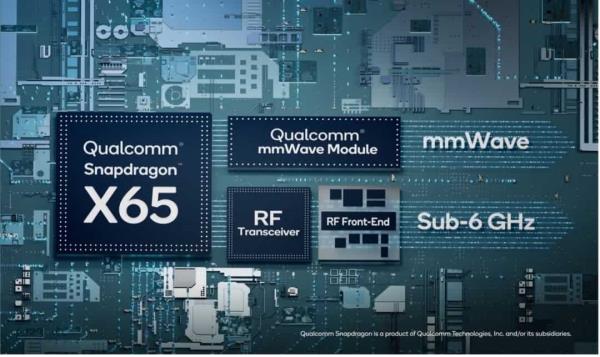 Qualcomm®
Snapdragon™
X65
Qualcomm®
mmWave Module
mmWave
RF
Transceiver
RF Front-End
Sub-6 GHz
Qualcomm Snapdragon is a product of Qualcomm Technologies, Inc. and/or its subsidiaries.